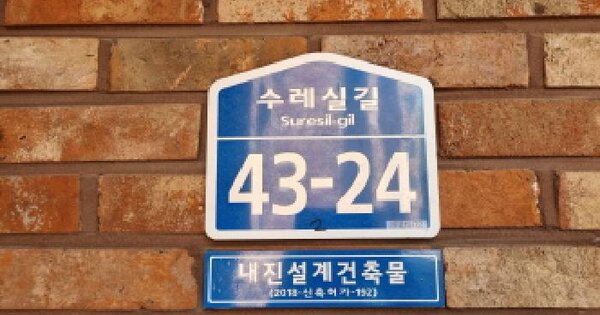 수레실길
Suresil-gil
43-24
2
내진설계건축물
(2018-신축허가-192)